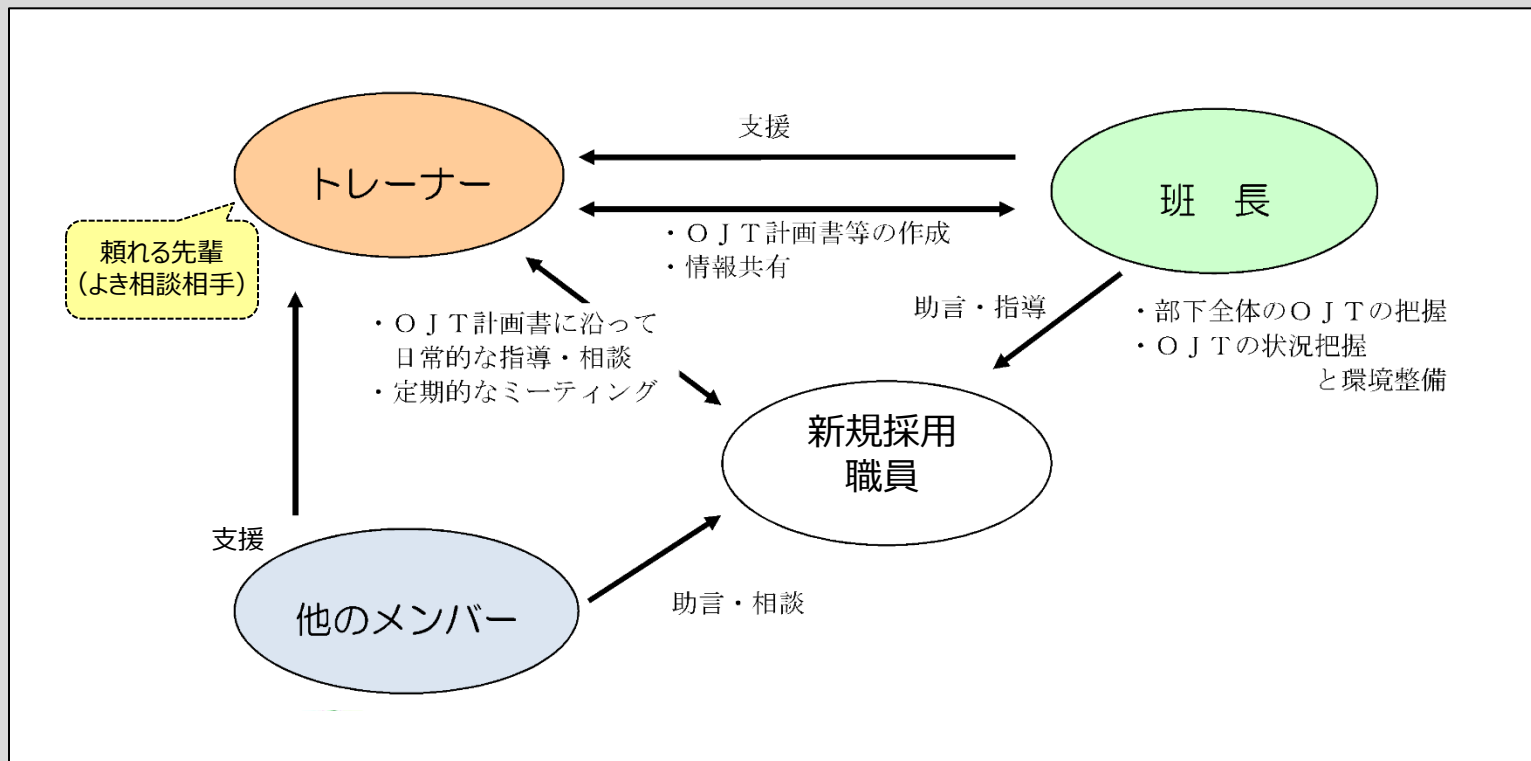 支援
トレーナー
班　長
頼れる先輩
（よき相談相手）
・ＯＪＴ計画書等の作成
・情報共有
助言・指導
・部下全体のＯＪＴの把握
・ＯＪＴの状況把握
と環境整備
・ＯＪＴ計画書に沿って
日常的な指導・相談
・定期的なミーティング
新規採用
職員
支援
他のメンバー
助言・相談